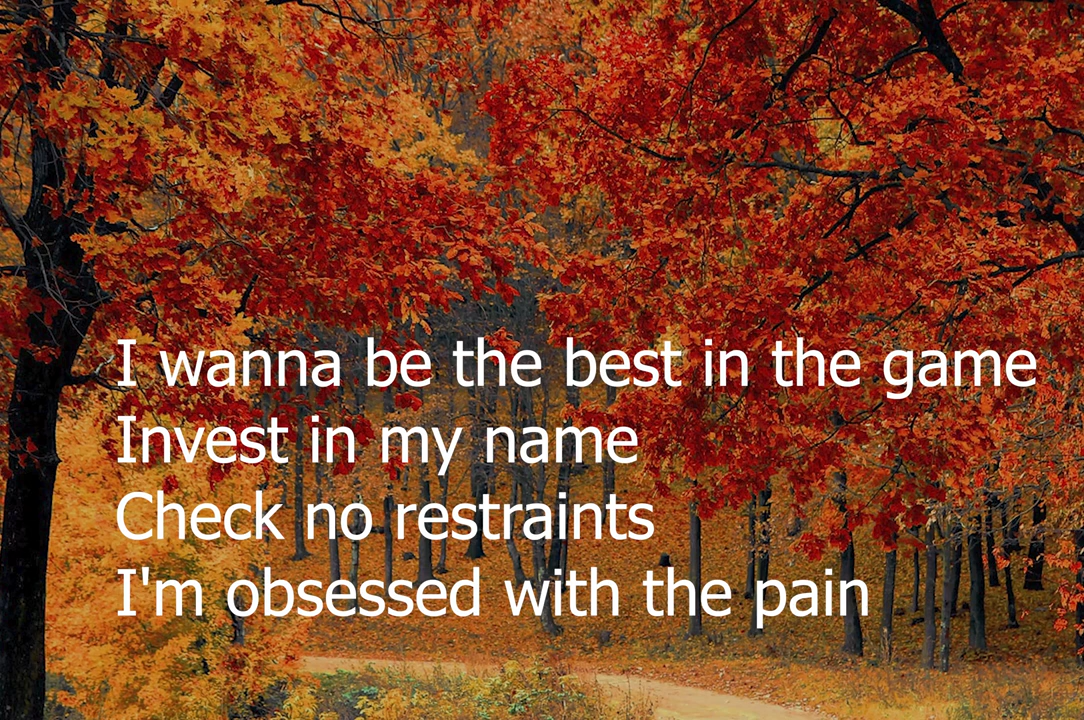 I wanna be the best in the game
Invest in my name
Check no restraints
I'm obsessed with the pain